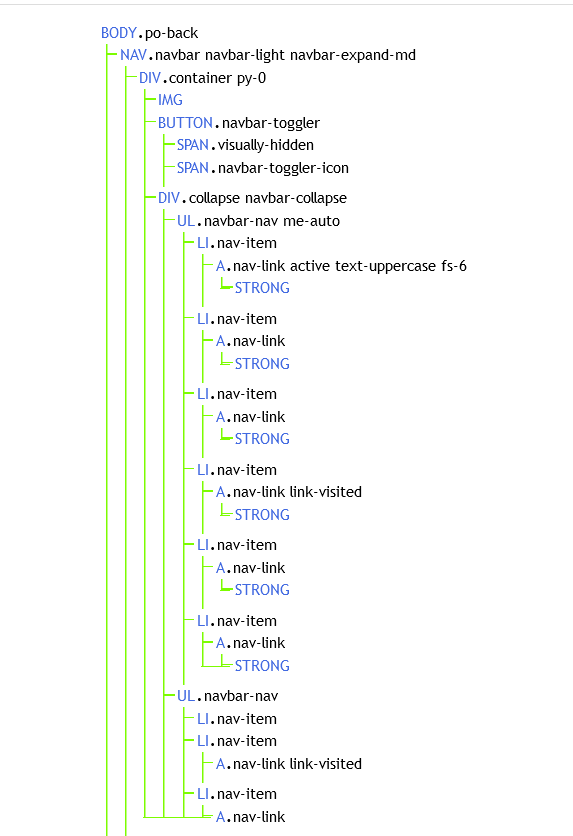 BODY.po-back
NAV.navbar navbar-light navbar-expand-md
DIV.container py-0
IMG
BUTTON.navbar-toggler
SPAN.visually-hidden
SPAN.navbar-toggler-icon
DIV.collapse navbar-collapse
UL.navbar-nav me-auto
LI.nav-item
A.nav-link active text-uppercase fs-6
STRONG
LI.nav-item
A.nav-link
STRONG
LI.nav-item
A.nav-link
STRONG
LI.nav-item
A.nav-link link-visited
STRONG
LI.nav-item
A.nav-link
STRONG
LI.nav-item
A.nav-link
STRONG
UL.navbar-nav
LI.nav-item
LI.nav-item
A.nav-link link-visited
LI.nav-item
A.nav-link